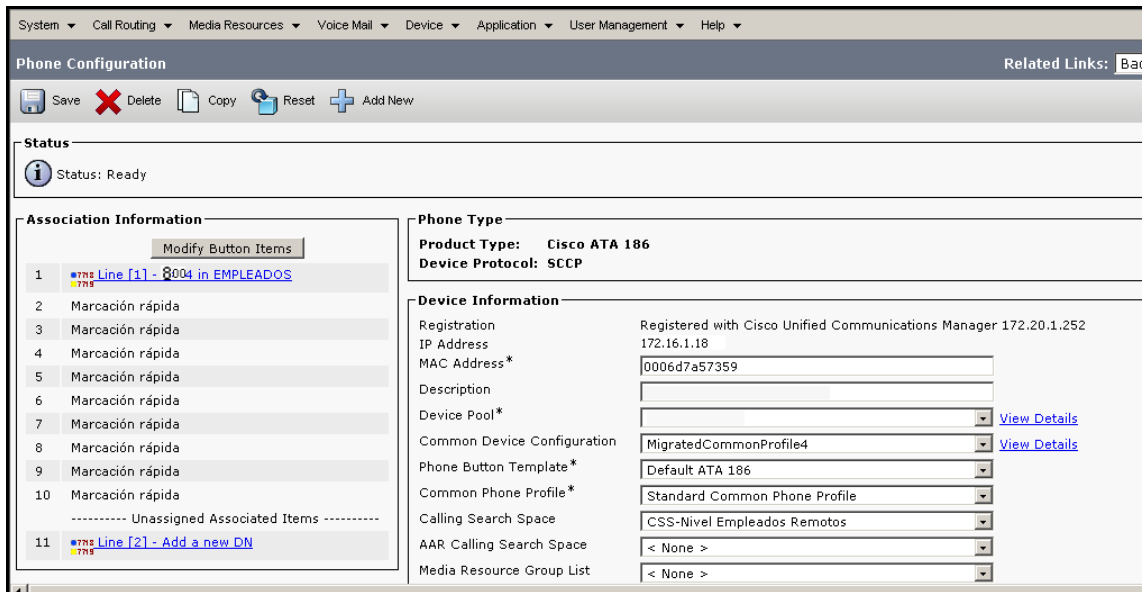 System Call Routing Media Resources Voice Mail Device Application User Management Help
Phone Configuration
Related Links:
Save Delete Copy Reset Add New
Status
Status: Ready
Association Information
Modify Button Items
1 Line [1] - 8004 in EMPLEADOS
2 Marcación rápida
3 Marcación rápida
4 Marcación rápida
5 Marcación rápida
6 Marcación rápida
7 Marcación rápida
8 Marcación rápida
9 Marcación rápida
10 Marcación rápida
---------- Unassigned Associated Items ----------
11 Line [2] - Add a new DN
Phone Type
Product Type: Cisco ATA 186
Device Protocol: SCCP
Device Information
Registration Registered with Cisco Unified Communications Manager 172.20.1.252
IP Address 172.16.1.18
MAC Address* 0006d7a57359
Description
Device Pool* View Details
Common Device Configuration MigratedCommonProfile4 View Details
Phone Button Template* Default ATA 186
Common Phone Profile* Standard Common Phone Profile
Calling Search Space CSS-Nivel Empleados Remotos
AAR Calling Search Space < None >
Media Resource Group List < None >